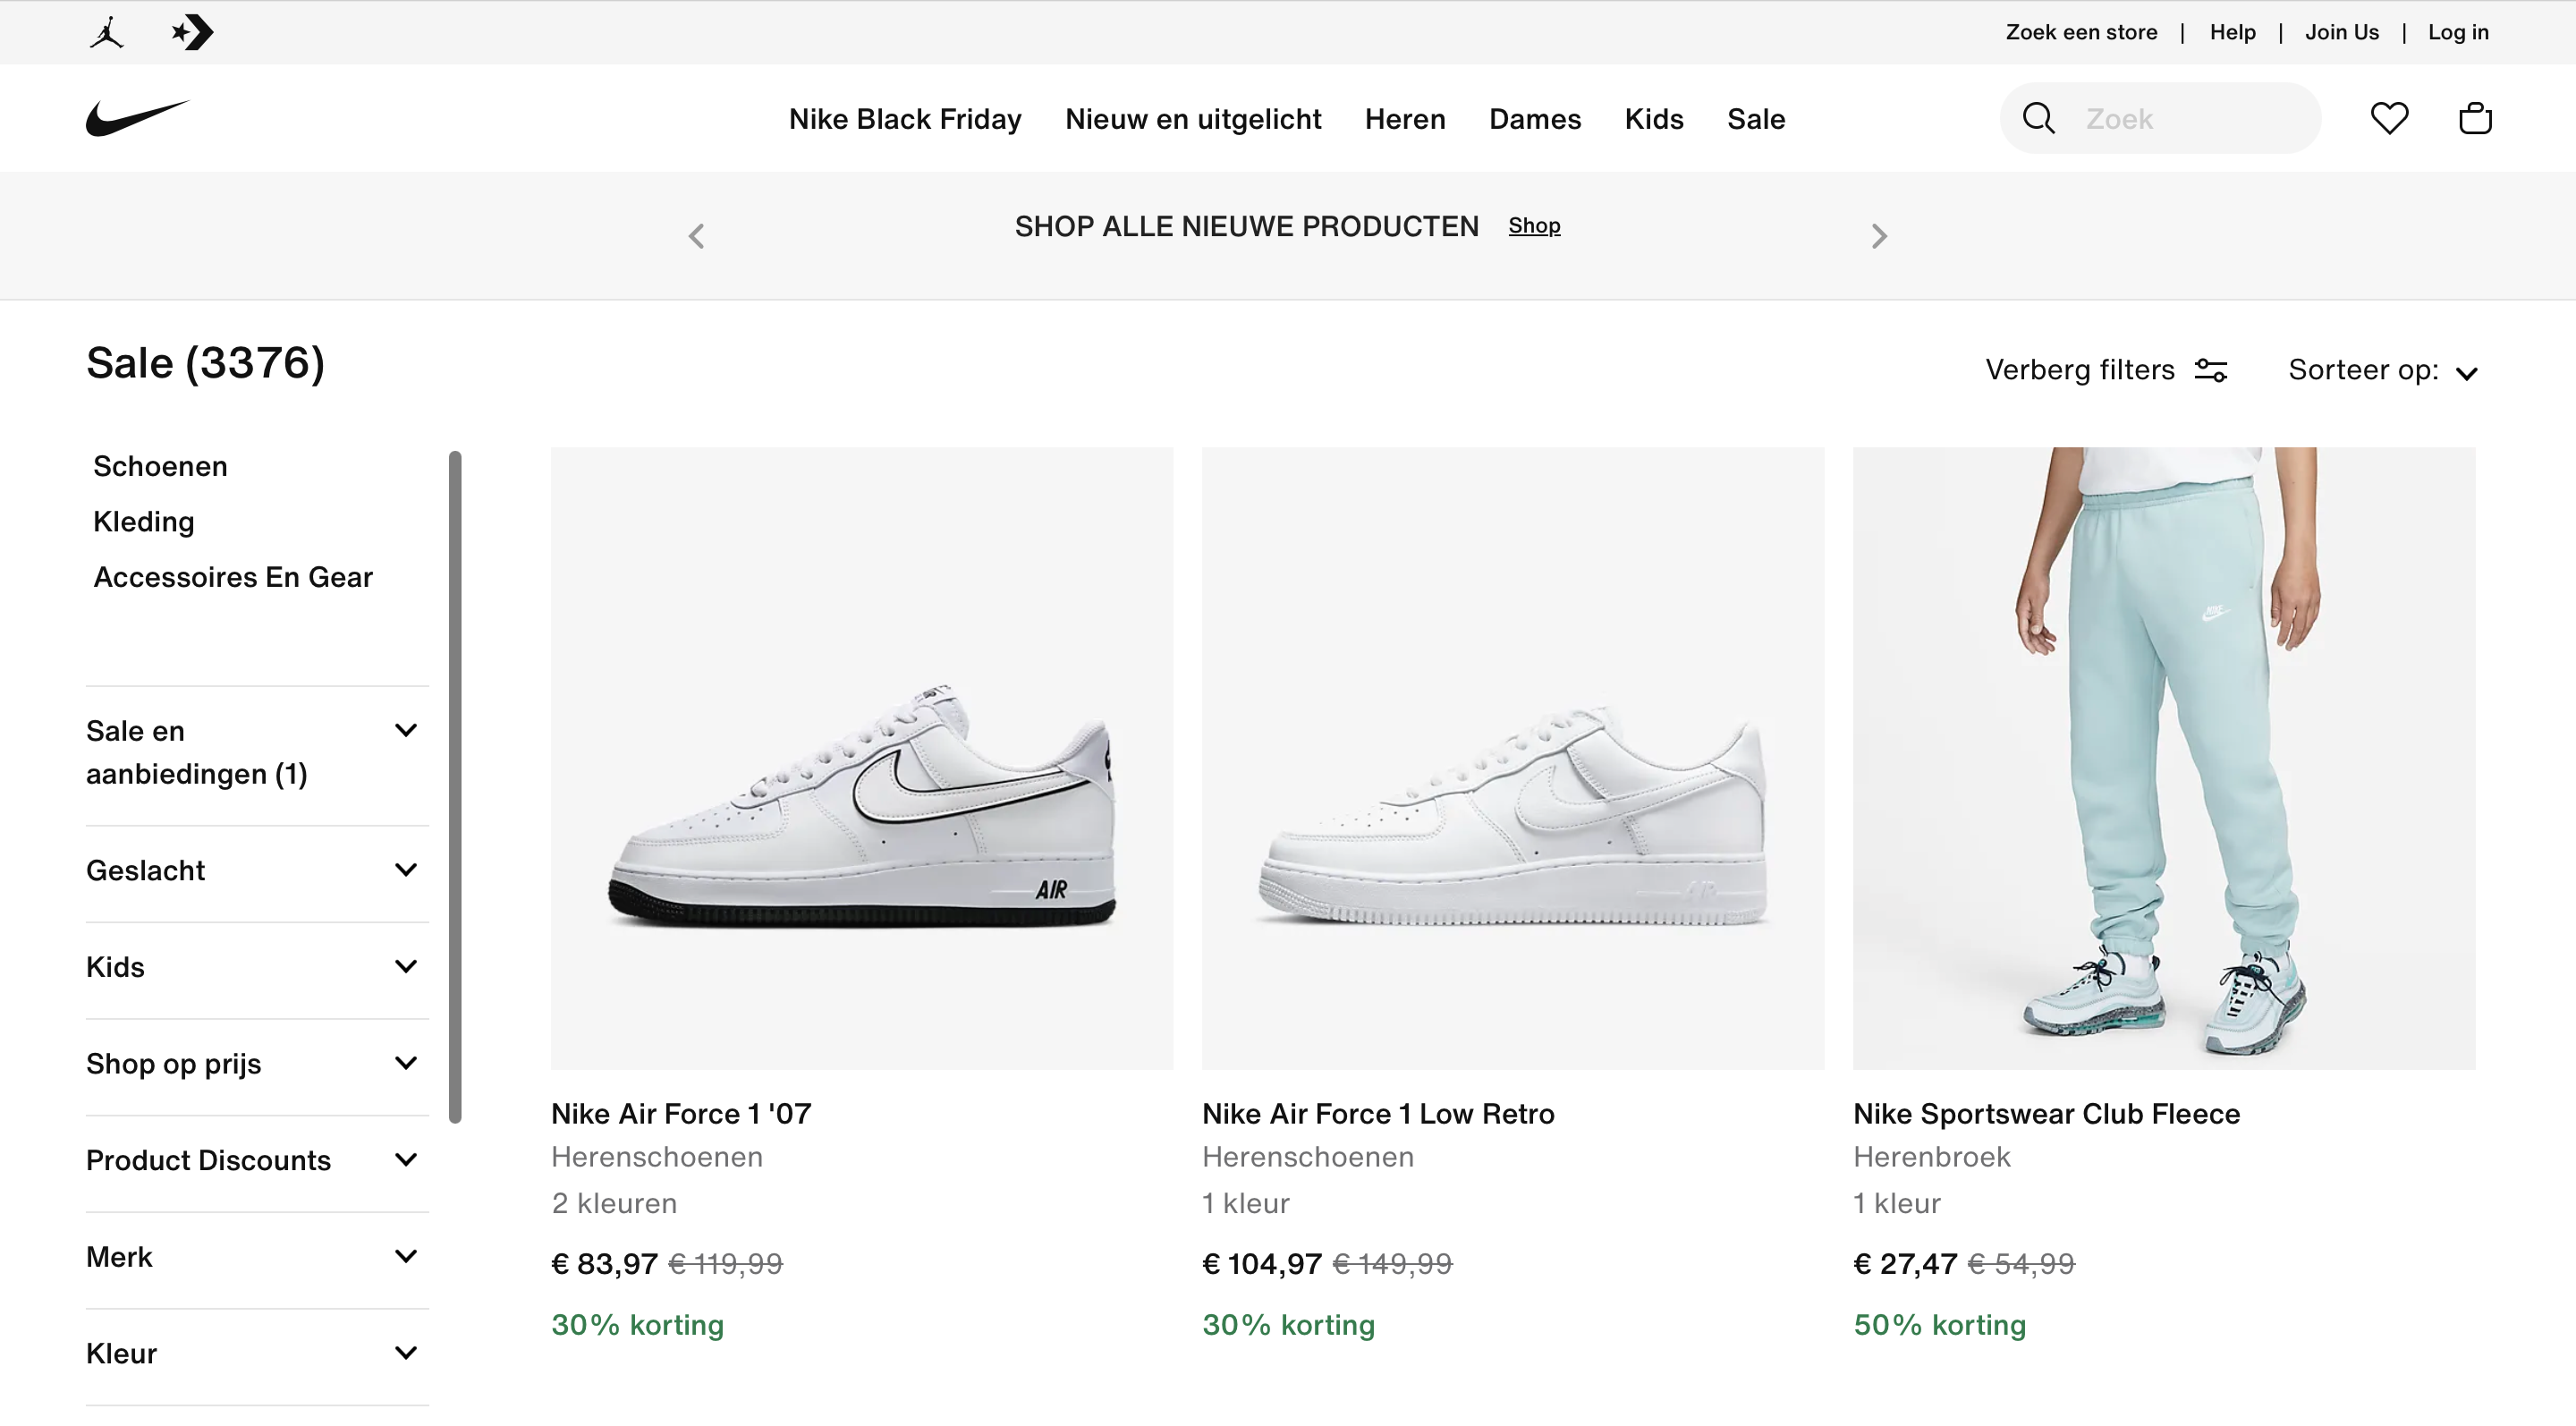 Zoek een store | Help | Join Us | Log in
Nike Black Friday Nieuw en uitgelicht Heren Dames Kids Sale
Zoek
SHOP ALLE NIEUWE PRODUCTEN Shop
Sale (3376)
Verberg filters Sorteer op:
Schoenen
Kleding
Accessoires En Gear
Sale en
aanbiedingen (1)
Geslacht
Kids
Shop op prijs
Product Discounts
Merk
Kleur
AIR
NIKE
Nike Air Force 1 '07
Herenschoenen
2 kleuren
€ 83,97 € 119,99
30% korting
Nike Air Force 1 Low Retro
Herenschoenen
1 kleur
€ 104,97 € 149,99
30% korting
Nike Sportswear Club Fleece
Herenbroek
1 kleur
€ 27,47 € 54,99
50% korting